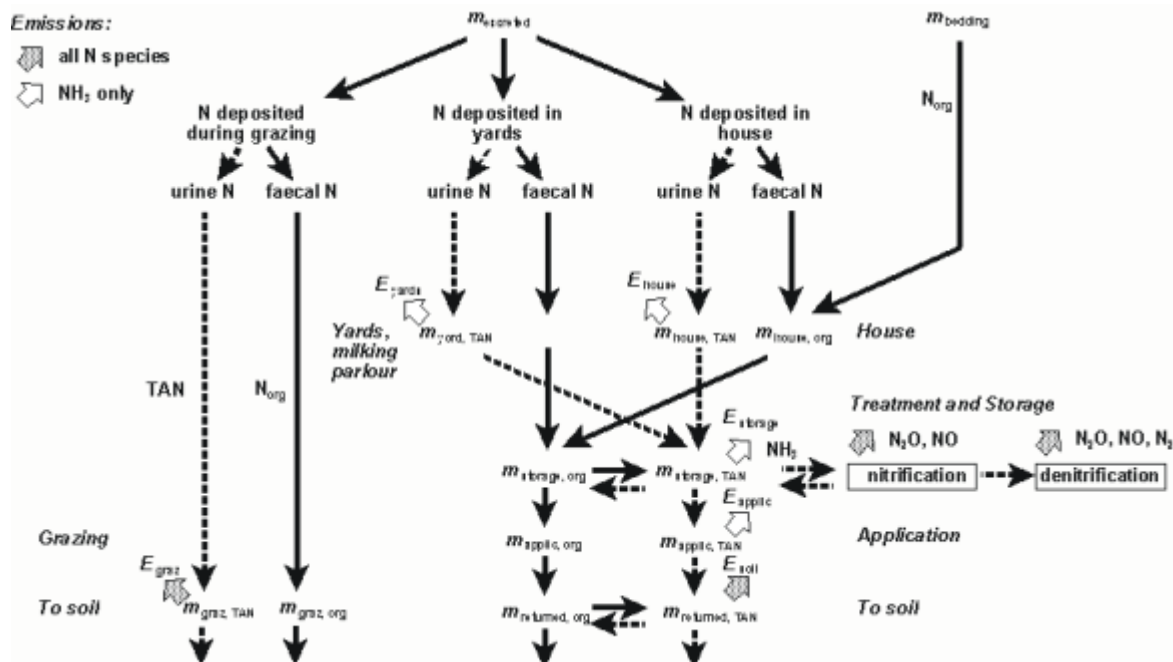 Emissions:
all N species
NH3 only
m excreted
m bedding
N deposited
during grazing
N deposited in
yards
N deposited in
house
Norg
urine N
faecal N
urine N
faecal N
urine N
faecal N
E yards
E house
Yards,
milking
parlour
m yard, TAN
m house, TAN
m house, org
House
TAN
Norg
Treatment and Storage
E storage
NH3
N2O, NO
N2O, NO, N2
m storage, org
m storage, TAN
nitrification
denitrification
E applic
Grazing
m applic, org
m applic, TAN
Application
E graz
E soil
To soil
m graz, TAN
m graz, org
m returned, org
m returned, TAN
To soil